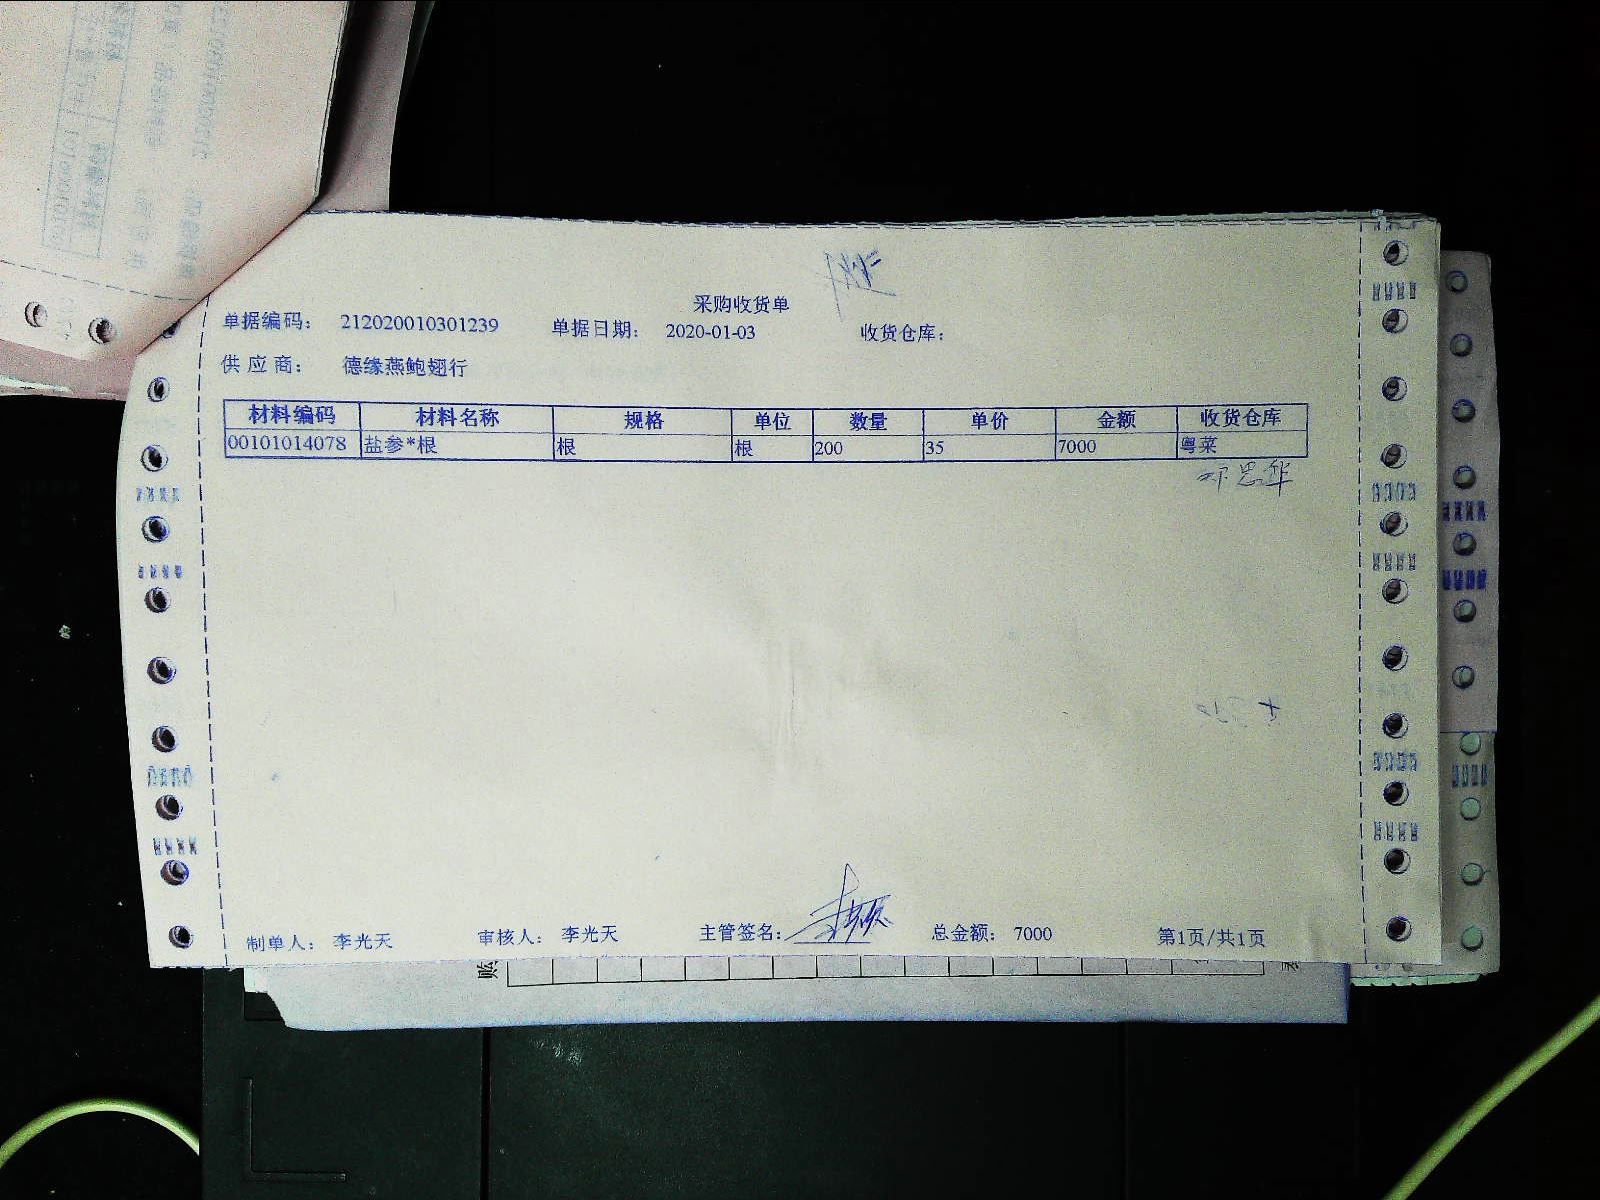 采购收货单
单据编码： 212020010301239 单据日期： 2020-01-03 收货仓库：
供 应 商： 德缘燕鲍翅行
材料编码 材料名称 规格 单位 数量 单价 金额 收货仓库
00101014078 盐参*根 根 根 200 35 7000 粤菜
邓思华
制单人： 李光天 审核人： 李光天 主管签名： 总金额： 7000 第1页/共1页
购